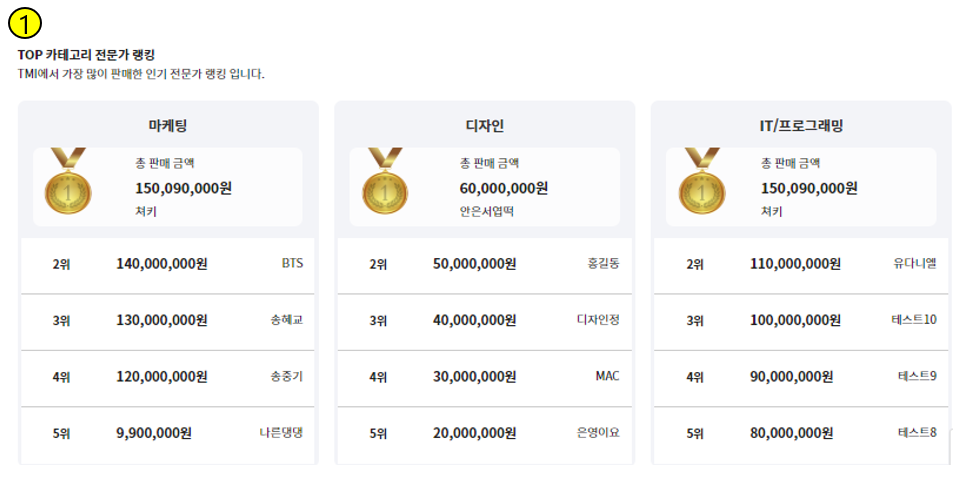 1
TOP 카테고리 전문가 랭킹
TMI에서 가장 많이 판매한 인기 전문가 랭킹 입니다.
마케팅
1
총 판매 금액
150,090,000원
쳐키
2위 140,000,000원 BTS
3위 130,000,000원 송혜교
4위 120,000,000원 송중기
5위 9,900,000원 나른댕댕
디자인
1
총 판매 금액
60,000,000원
안은서엽떡
2위 50,000,000원 홍길동
3위 40,000,000원 디자인정
4위 30,000,000원 MAC
5위 20,000,000원 은영이요
IT/프로그래밍
1
총 판매 금액
150,090,000원
쳐키
2위 110,000,000원 유다니엘
3위 100,000,000원 테스트10
4위 90,000,000원 테스트9
5위 80,000,000원 테스트8